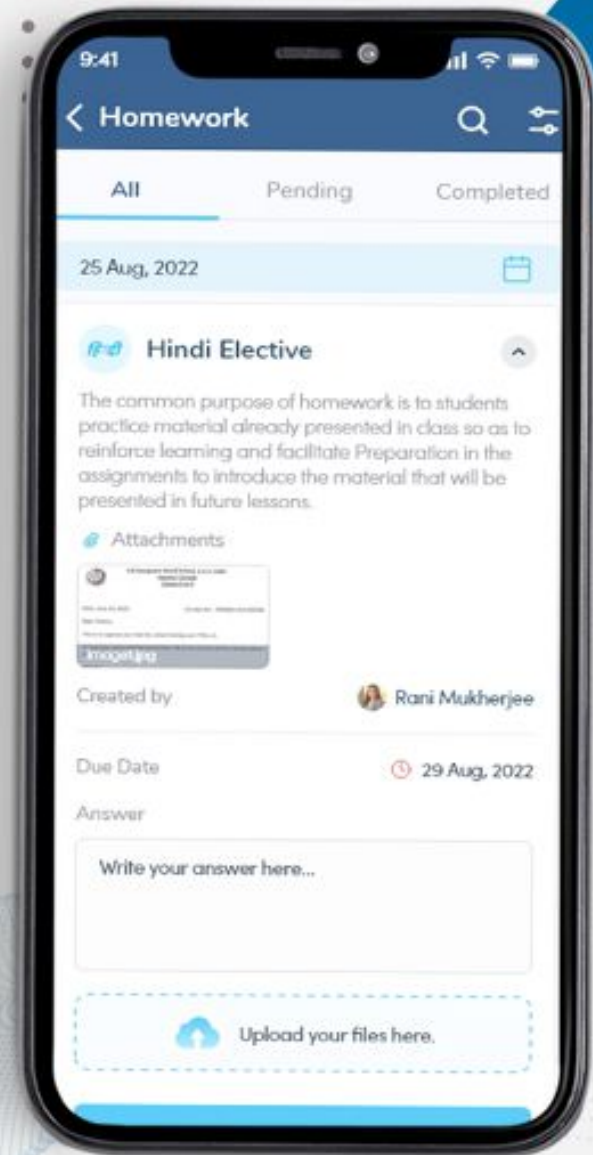 9:41
Homework
All Pending Completed
25 Aug, 2022
हिन्दी Hindi Elective
The common purpose of homework is to students
practice material already presented in class so as to
reinforce learning and facilitate Preparation in the
assignments to introduce the material that will be
presented in future lessons.
Attachments
Image1.jpg
Created by Rani Mukherjee
Due Date 29 Aug, 2022
Answer
Write your answer here...
Upload your files here.